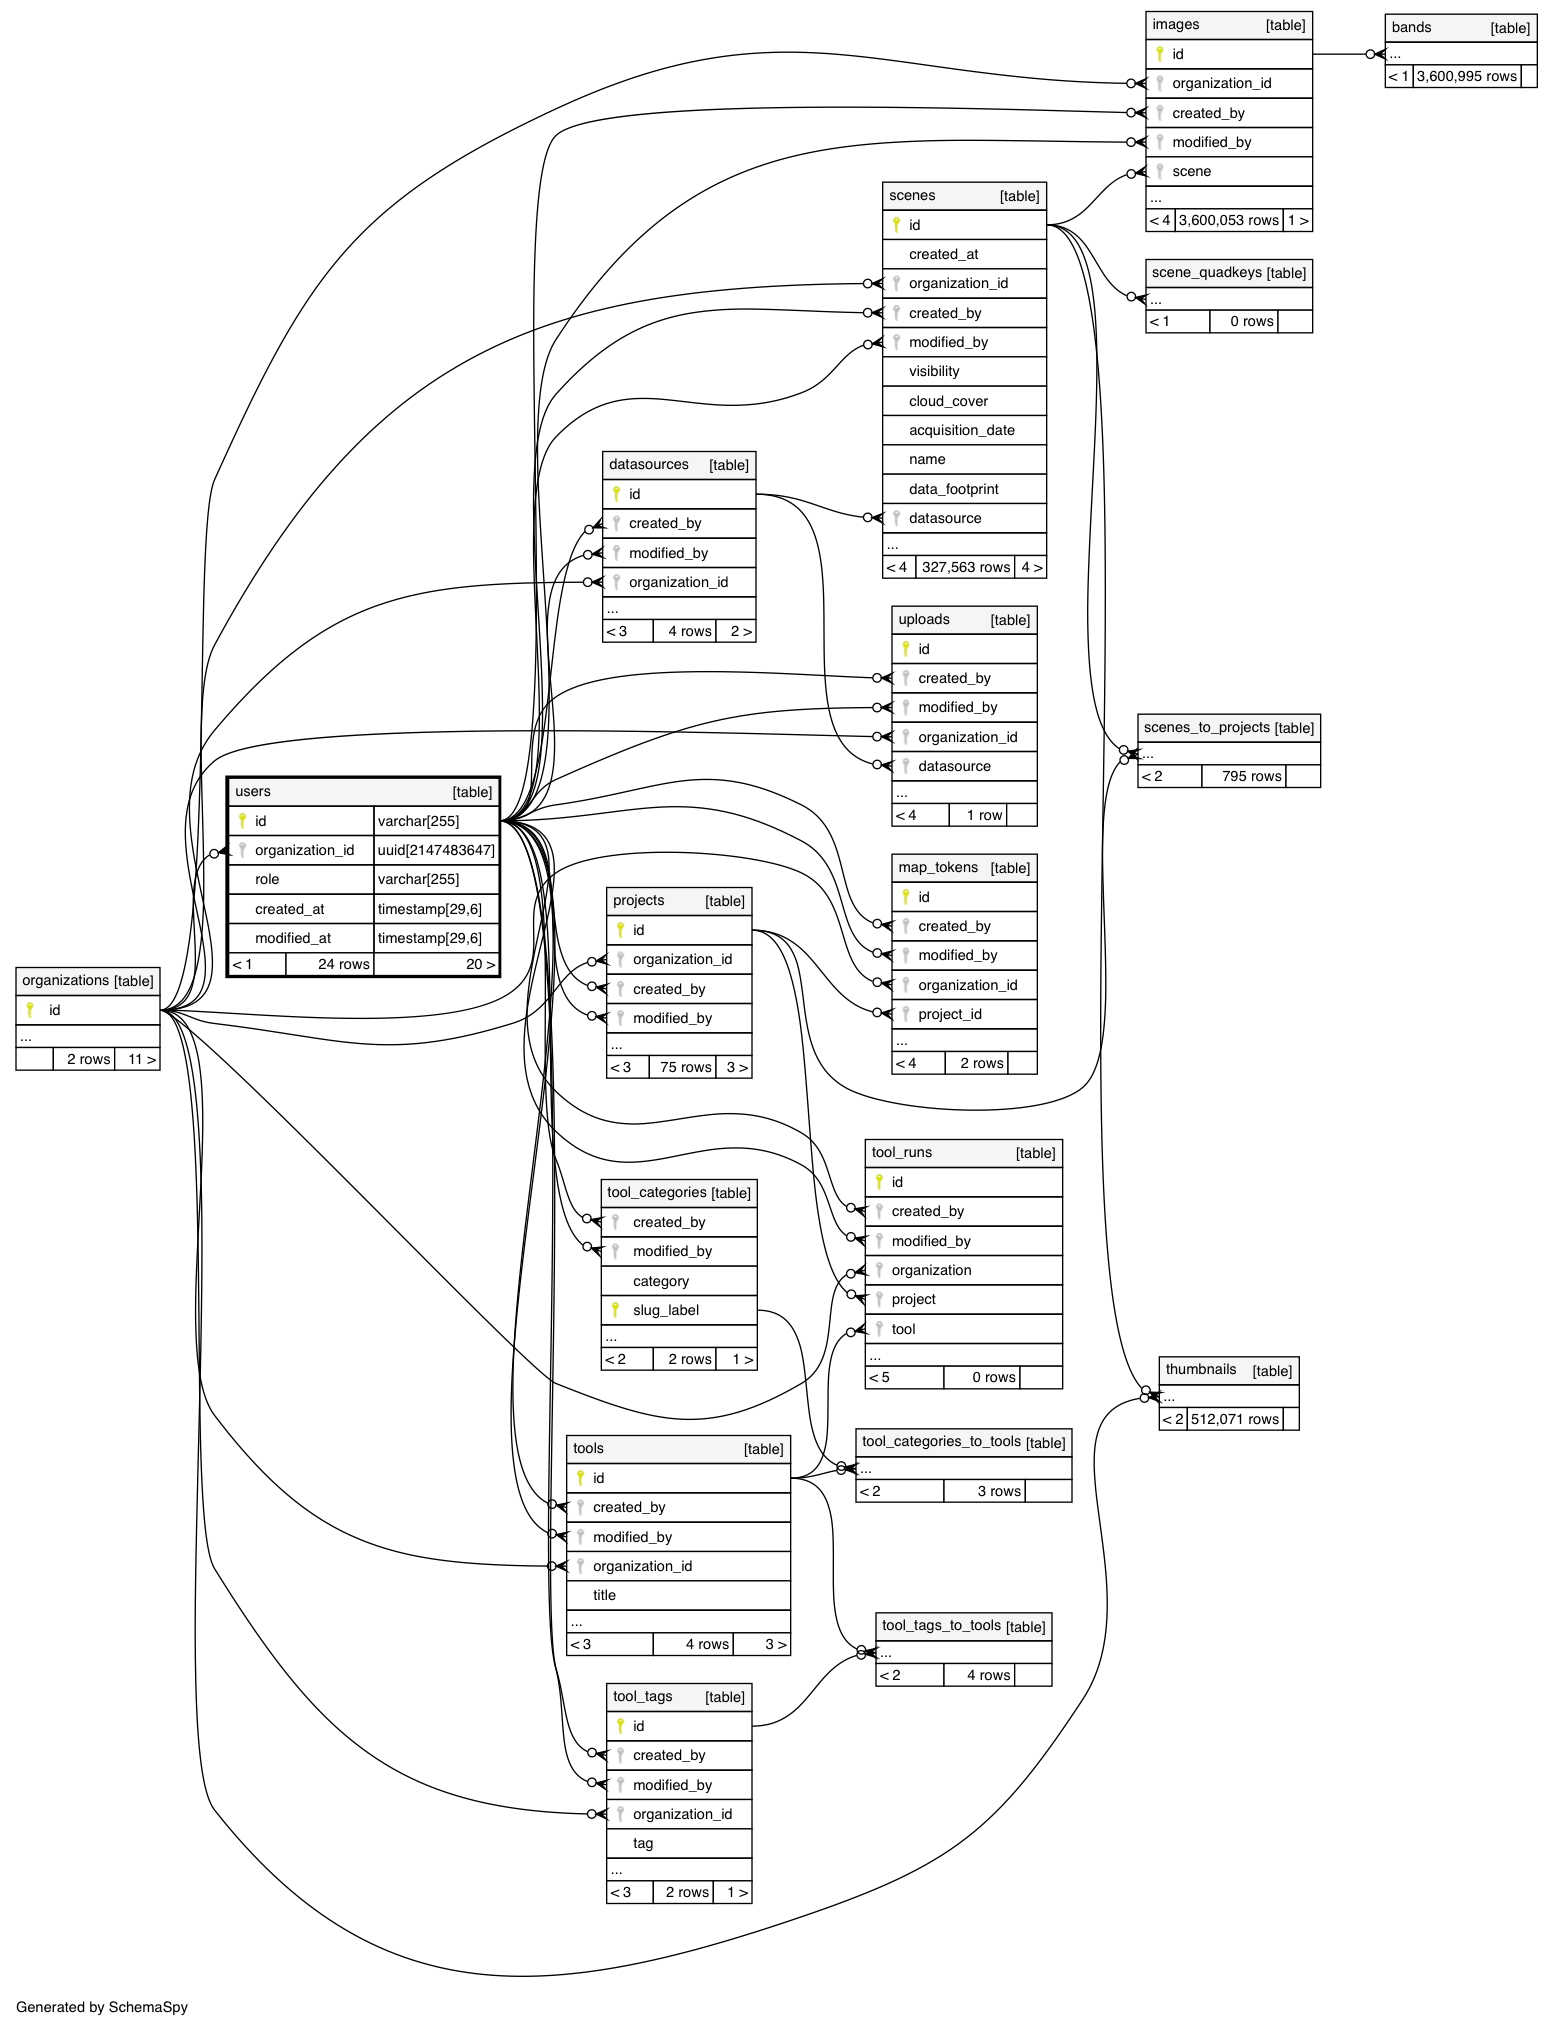 images [table]
id
organization_id
created_by
modified_by
scene
...
< 4 3,600,053 rows 1 >
bands [table]
...
< 1 3,600,995 rows
scenes [table]
id
created_at
organization_id
created_by
modified_by
visibility
cloud_cover
acquisition_date
name
data_footprint
datasource
...
< 4 327,563 rows 4 >
scene_quadkeys [table]
...
< 1 0 rows
datasources [table]
id
created_by
modified_by
organization_id
...
< 3 4 rows 2 >
uploads [table]
id
created_by
modified_by
organization_id
datasource
...
< 4 1 row
scenes_to_projects [table]
...
< 2 795 rows
users [table]
id varchar[255]
organization_id uuid[2147483647]
role varchar[255]
created_at timestamp[29,6]
modified_at timestamp[29,6]
< 1 24 rows 20 >
map_tokens [table]
id
created_by
modified_by
organization_id
project_id
...
< 4 2 rows
projects [table]
id
organization_id
created_by
modified_by
...
< 3 75 rows 3 >
organizations [table]
id
...
2 rows 11 >
tool_runs [table]
id
created_by
modified_by
organization
project
tool
...
< 5 0 rows
tool_categories [table]
created_by
modified_by
category
slug_label
...
< 2 2 rows 1 >
thumbnails [table]
...
< 2 512,071 rows
tool_categories_to_tools [table]
...
< 2 3 rows
tools [table]
id
created_by
modified_by
organization_id
title
...
< 3 4 rows 3 >
tool_tags_to_tools [table]
...
< 2 4 rows
tool_tags [table]
id
created_by
modified_by
organization_id
tag
...
< 3 2 rows 1 >
Generated by SchemaSpy